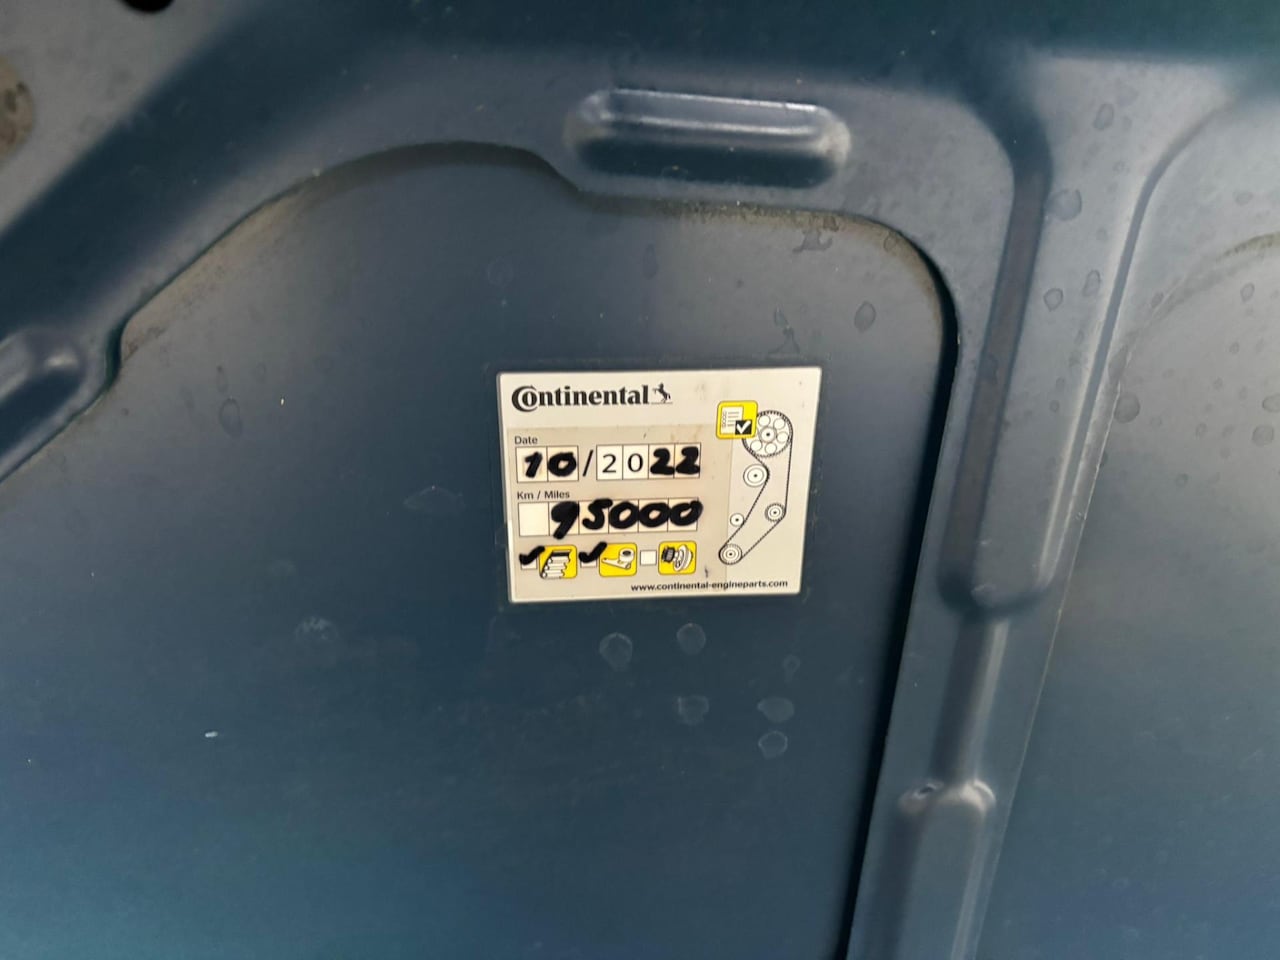 Continental
Date
10/2022
Km / Miles
95000
www.continental-engineparts.com